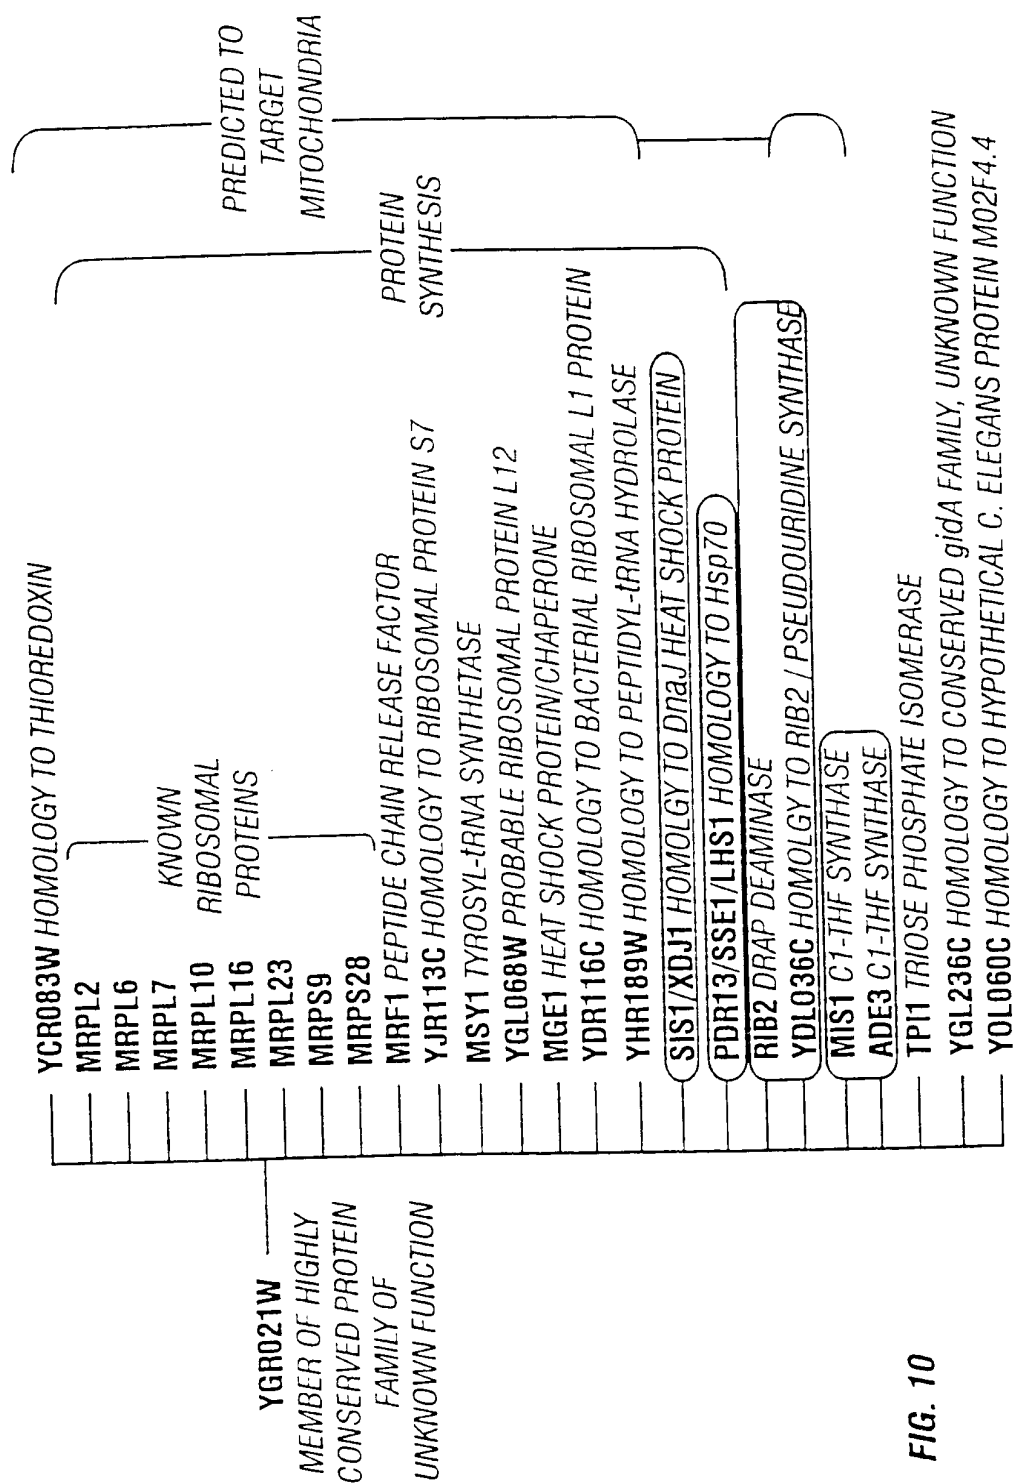 YGR021W
MEMBER OF HIGHLY
CONSERVED PROTEIN
FAMILY OF
UNKNOWN FUNCTION
YCR083W HOMOLOGY TO THIOREDOXIN
MRPL2
MRPL6
MRPL7
MRPL10
MRPL16
MRPL23
MRPS9
MRPS28
KNOWN
RIBOSOMAL
PROTEINS
MRF1 PEPTIDE CHAIN RELEASE FACTOR
YJR113C HOMOLOGY TO RIBOSOMAL PROTEIN S7
MSY1 TYROSYL-tRNA SYNTHETASE
YGL068W PROBABLE RIBOSOMAL PROTEIN L12
MGE1 HEAT SHOCK PROTEIN/CHAPERONE
YDR116C HOMOLOGY TO BACTERIAL RIBOSOMAL L1 PROTEIN
YHR189W HOMOLOGY TO PEPTIDYL-tRNA HYDROLASE
SIS1/XDJ1 HOMOLGY TO DnaJ HEAT SHOCK PROTEIN
PDR13/SSE1/LHS1 HOMOLOGY TO Hsp70
RIB2 DRAP DEAMINASE
YDL036C HOMOLGY TO RIB2 / PSEUDOURIDINE SYNTHASE
MIS1 C1-THF SYNTHASE
ADE3 C1-THF SYNTHASE
TPI1 TRIOSE PHOSPHATE ISOMERASE
YGL236C HOMOLOGY TO CONSERVED gidA FAMILY, UNKNOWN FUNCTION
YOL060C HOMOLOGY TO HYPOTHETICAL C. ELEGANS PROTEIN M02F4.4
PROTEIN
SYNTHESIS
PREDICTED TO
TARGET
MITOCHONDRIA
FIG. 10